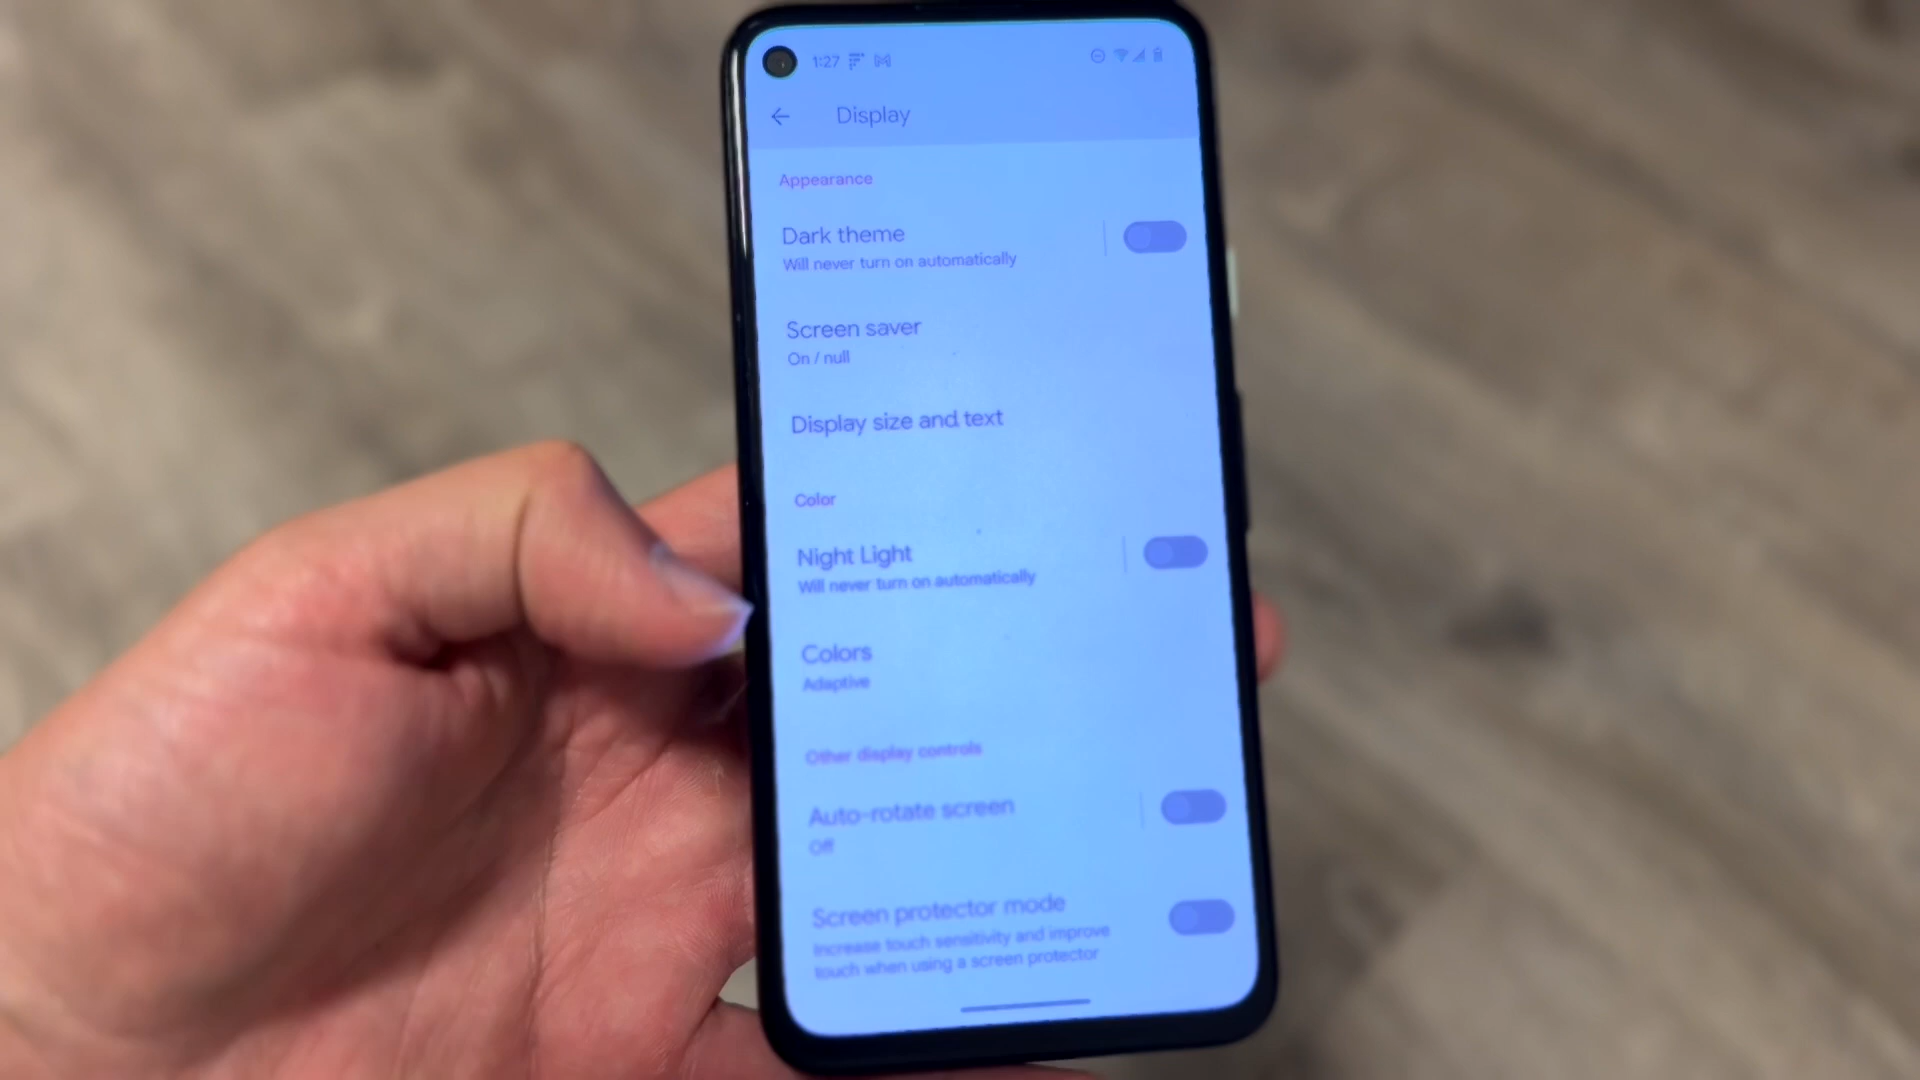 1:27
Display
Appearance
Dark theme
Will never turn on automatically
Screen saver
On / null
Display size and text
Color
Night Light
Will never turn on automatically
Colors
Adaptive
Other display controls
Auto-rotate screen
Off
Screen protector mode
Increase touch sensitivity and improve
touch when using a screen protector